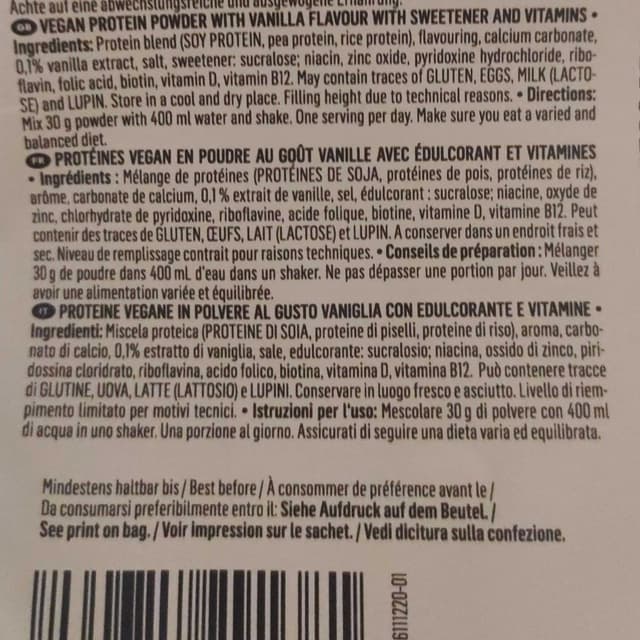 Achte auf eine abwechslungsreiche und ausgewogene Ernährung.
GB VEGAN PROTEIN POWDER WITH VANILLA FLAVOUR WITH SWEETENER AND VITAMINS •
Ingredients: Protein blend (SOY PROTEIN, pea protein, rice protein), flavouring, calcium carbonate,
0,1% vanilla extract, salt, sweetener: sucralose; niacin, zinc oxide, pyridoxine hydrochloride, ribo-
flavin, folic acid, biotin, vitamin D, vitamin B12. May contain traces of GLUTEN, EGGS, MILK (LACTO-
SE) and LUPIN. Store in a cool and dry place. Filling height due to technical reasons. • Directions:
Mix 30 g powder with 400 ml water and shake. One serving per day. Make sure you eat a varied and
balanced diet.
FR PROTÉINES VEGAN EN POUDRE AU GOÛT VANILLE AVEC ÉDULCORANT ET VITAMINES
• Ingrédients : Mélange de protéines (PROTÉINES DE SOJA, protéines de pois, protéines de riz),
arôme, carbonate de calcium, 0,1 % extrait de vanille, sel, édulcorant : sucralose; niacine, oxyde de
zinc, chlorhydrate de pyridoxine, riboflavine, acide folique, biotine, vitamine D, vitamine B12. Peut
contenir des traces de GLUTEN, ŒUFS, LAIT (LACTOSE) et LUPIN. A conserver dans un endroit frais et
sec. Niveau de remplissage contrait pour raisons techniques. • Conseils de préparation : Mélanger
30 g de poudre dans 400 mL d'eau dans un shaker. Ne pas dépasser une portion par jour. Veillez à
avoir une alimentation variée et équilibrée.
IT PROTEINE VEGANE IN POLVERE AL GUSTO VANIGLIA CON EDULCORANTE E VITAMINE •
Ingredienti: Miscela proteica (PROTEINE DI SOIA, proteine di piselli, proteine di riso), aroma, carbo-
nato di calcio, 0,1% estratto di vaniglia, sale, edulcorante: sucralosio; niacina, ossido di zinco, piri-
dossina cloridrato, riboflavina, acido folico, biotina, vitamina D, vitamina B12. Può contenere tracce
di GLUTINE, UOVA, LATTE (LATTOSIO) e LUPINI. Conservare in luogo fresco e asciutto. Livello di riem-
pimento limitato per motivi tecnici. • Istruzioni per l'uso: Mescolare 30 g di polvere con 400 ml
di acqua in uno shaker. Una porzione al giorno. Assicurati di seguire una dieta varia ed equilibrata.
Mindestens haltbar bis / Best before / À consommer de préférence avant le /
Da consumarsi preferibilmente entro il: Siehe Aufdruck auf dem Beutel. /
See print on bag. / Voir impression sur le sachet. / Vedi dicitura sulla confezione.
6111220-01